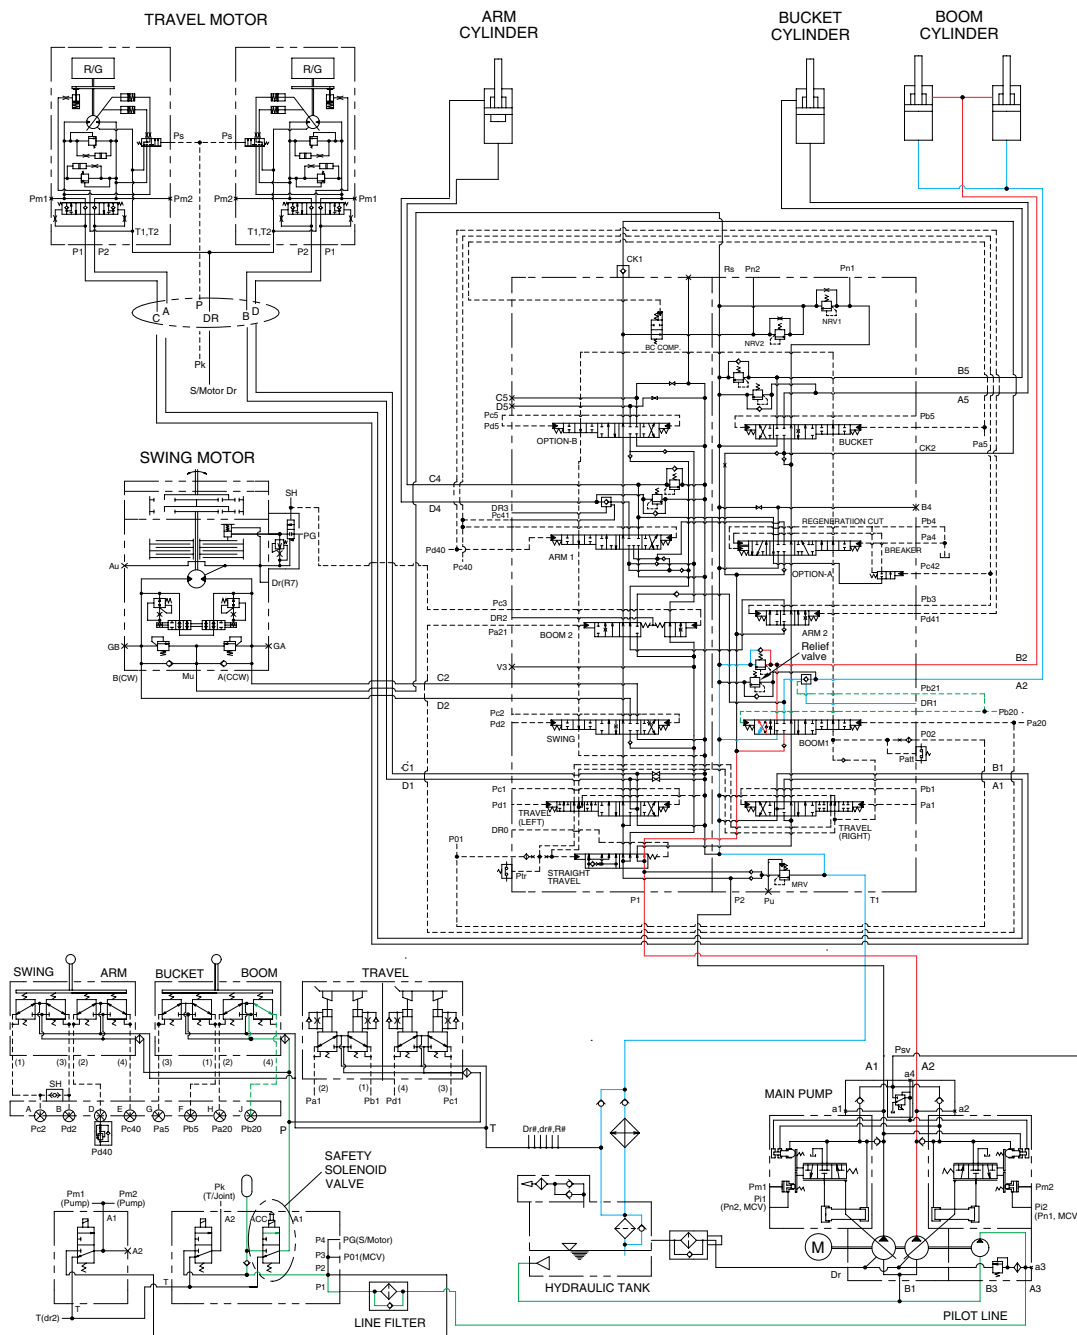 TRAVEL MOTOR
ARM
CYLINDER
BUCKET
CYLINDER
BOOM
CYLINDER
R/G
R/G
Ps
Ps
Pm1
Pm2
Pm2
Pm1
T1,T2
T1,T2
P1
P2
P2
P1
C
A
P
DR
B
D
Pk
S/Motor Dr
CK1
Rs
Pn2
Pn1
NRV1
NRV2
BC COMP.
B5
A5
C5
D5
Pc5
Pd5
OPTION-B
BUCKET
Pb5
Pa5
CK2
SWING MOTOR
SH
PG
Au
Dr(R7)
GB
GA
B(CW)
Mu
A(CCW)
C4
D4
DR3
Pc41
Pd40
Pc40
ARM 1
B4
REGENERATIION CUT
Pb4
Pa4
BREAKER
OPTION-A
Pc42
Pb3
Pd41
ARM 2
Pc3
DR2
Pa21
BOOM 2
Relief
valve
V3
B2
A2
C2
D2
Pb21
DR1
Pb20
Pa20
Pc2
Pd2
SWING
BOOM1
P02
Patt
C1
D1
B1
A1
Pc1
Pd1
TRAVEL
(LEFT)
Pb1
Pa1
TRAVEL
(RIGHT)
DR0
P01
Ptr
STRAIGHT
TRAVEL
MRV
P1
P2
Pu
T1
SWING
ARM
BUCKET
BOOM
TRAVEL
(1)
(3)
(2)
(4)
(3)
(1)
(2)
(4)
(2)
(1)
(4)
(3)
Pa1
Pb1
Pd1
Pc1
SH
A
B
D
E
G
F
H
J
Pc2
Pd2
Pc40
Pa5
Pb5
Pa20
Pb20
Pd40
P
T
Dr#,dr#,R#
SAFETY
SOLENOID
VALVE
Pm1
(Pump)
Pm2
(Pump)
A1
A2
T
T(dr2)
Pk
(T/Joint)
A2
ACC
A1
P4
PG(S/Motor)
P3
P01(MCV)
P2
P1
T
LINE FILTER
HYDRAULIC TANK
Psv
A1
A2
a4
MAIN PUMP
a1
a2
Pm1
Pi1
(Pn2, MCV)
Pm2
Pi2
(Pn1, MCV)
M
Dr
a3
B1
B3
A3
PILOT LINE